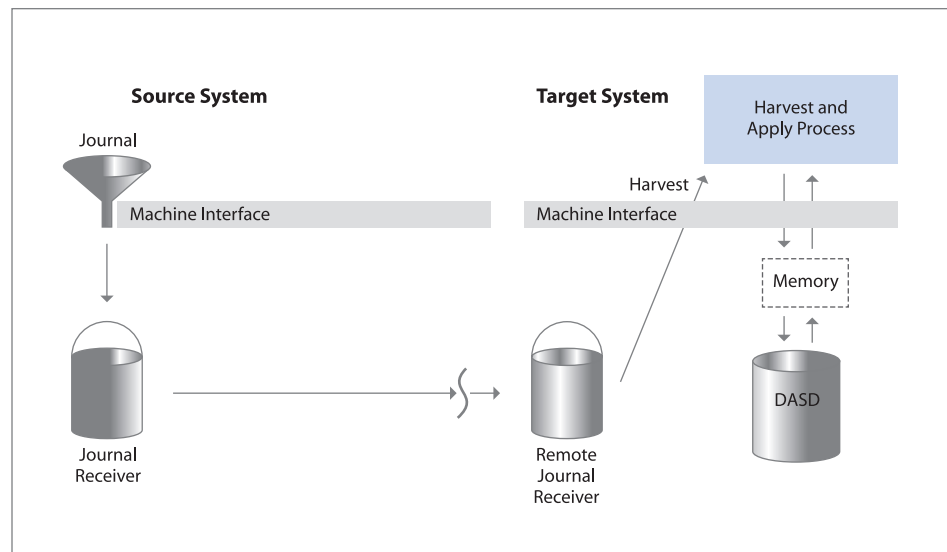 Source System
Target System
Harvest and
Apply Process
Journal
Harvest
Machine Interface
Machine Interface
Memory
DASD
Journal
Receiver
Remote
Journal
Receiver